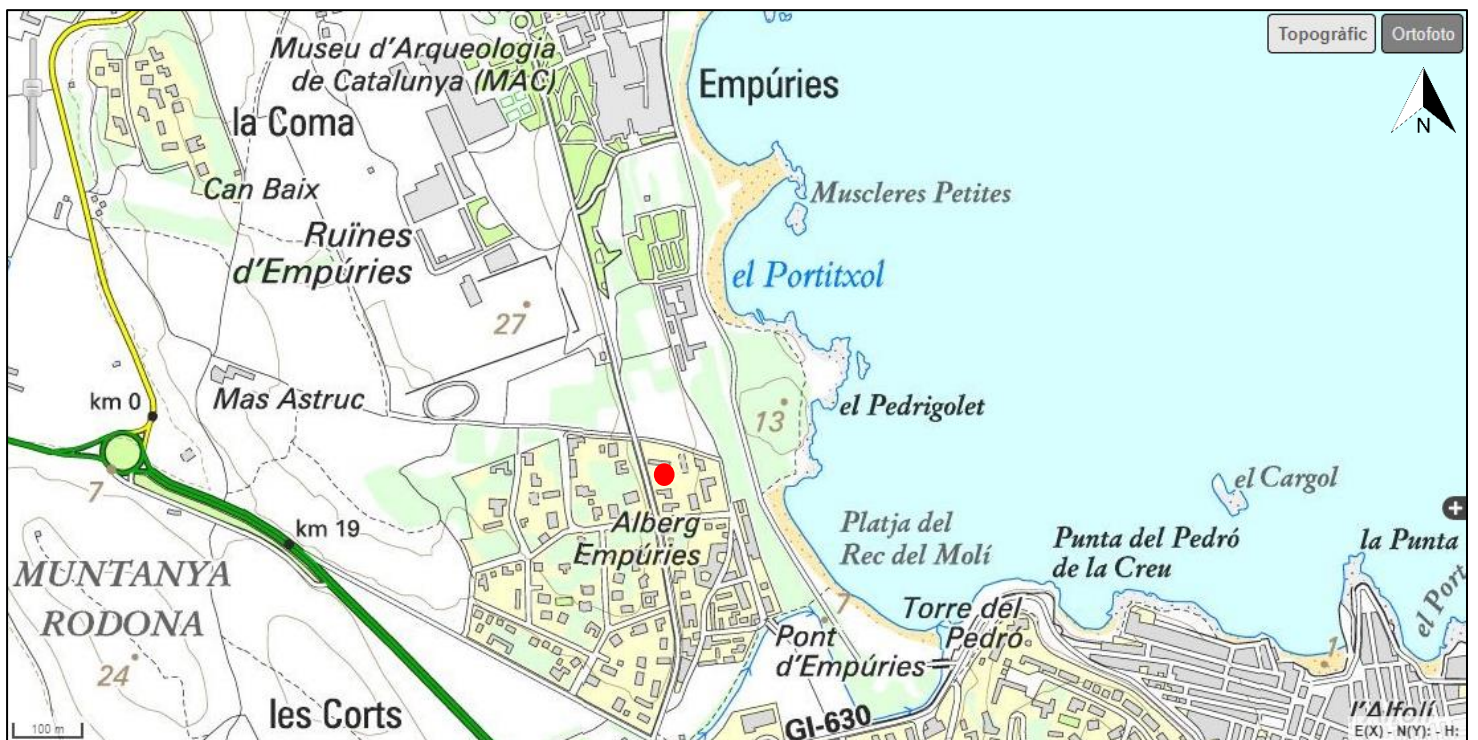 Topogràfic
Ortofoto
N
Museu d'Arqueologia
de Catalunya (MAC)
Empúries
la Coma
Can Baix
Muscleres Petites
Ruïnes
d'Empúries
el Portitxol
27
km 0
Mas Astruc
13
el Pedrigolet
7
km 19
Alberg
Empúries
el Cargol
Platja del
Rec del Molí
Punta del Pedró
de la Creu
la Punta
el Port
P
MUNTANYA
RODONA
24
7
Torre del
Pedró
Pont
d'Empúries
1
les Corts
GI-630
l'Alfolí
100 m
E(X) - N(Y): - H: